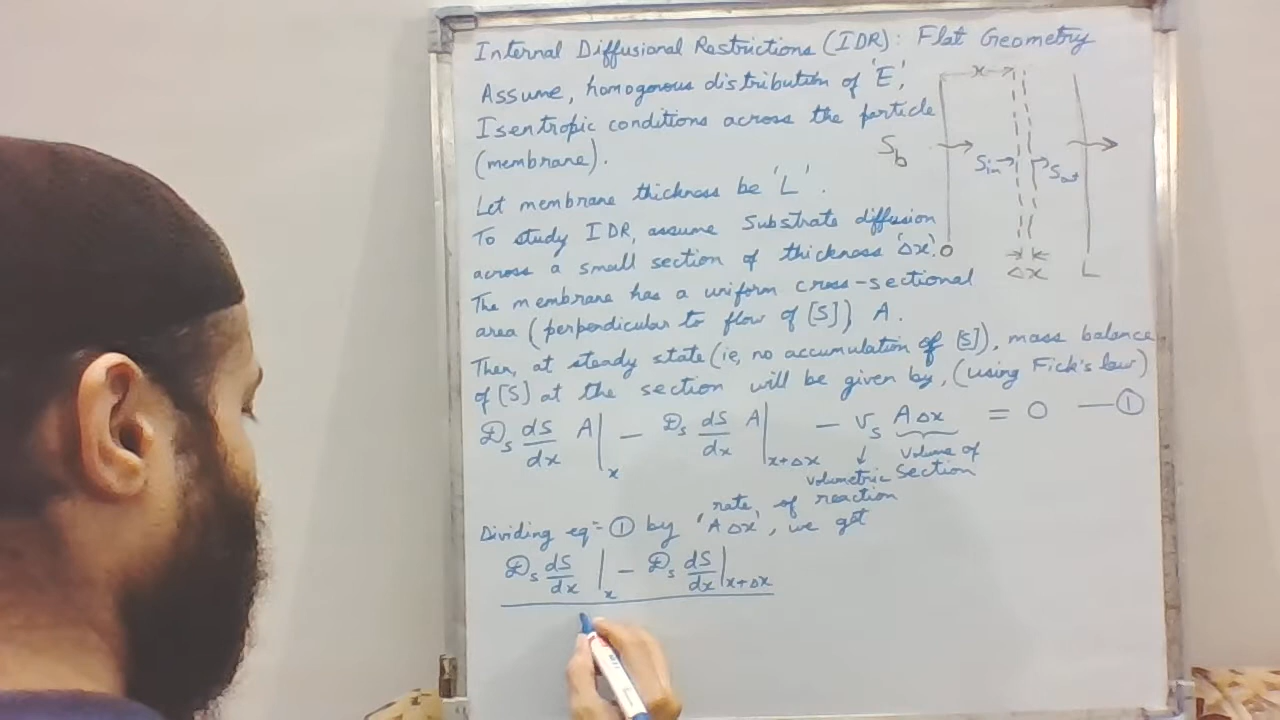 Internal Diffusional Restrictions (IDR): Flat Geometry
Assume, homogenous distribution of 'E',
Isentropic conditions across the particle
(membrane).
Let membrane thickness be 'L'.
To study IDR, assume Substrate diffusion
across a small section of thickness 'Δx'.
The membrane has a uniform cross-sectional
area (perpendicular to flow of [S]) A.
Then, at steady state (ie, no accumulation of [S]), mass balance
of [S] at the section will be given by, (using Fick's law)
𝒟s dS/dx A|x − 𝒟s dS/dx A|x+Δx − vs AΔx = 0 — ①
volumetric rate of reaction
Volume of section
Dividing eqn ① by 'AΔx', we get
𝒟s dS/dx |x − 𝒟s dS/dx |x+Δx
x
Sb
Sin
Sout
0
Δx
L